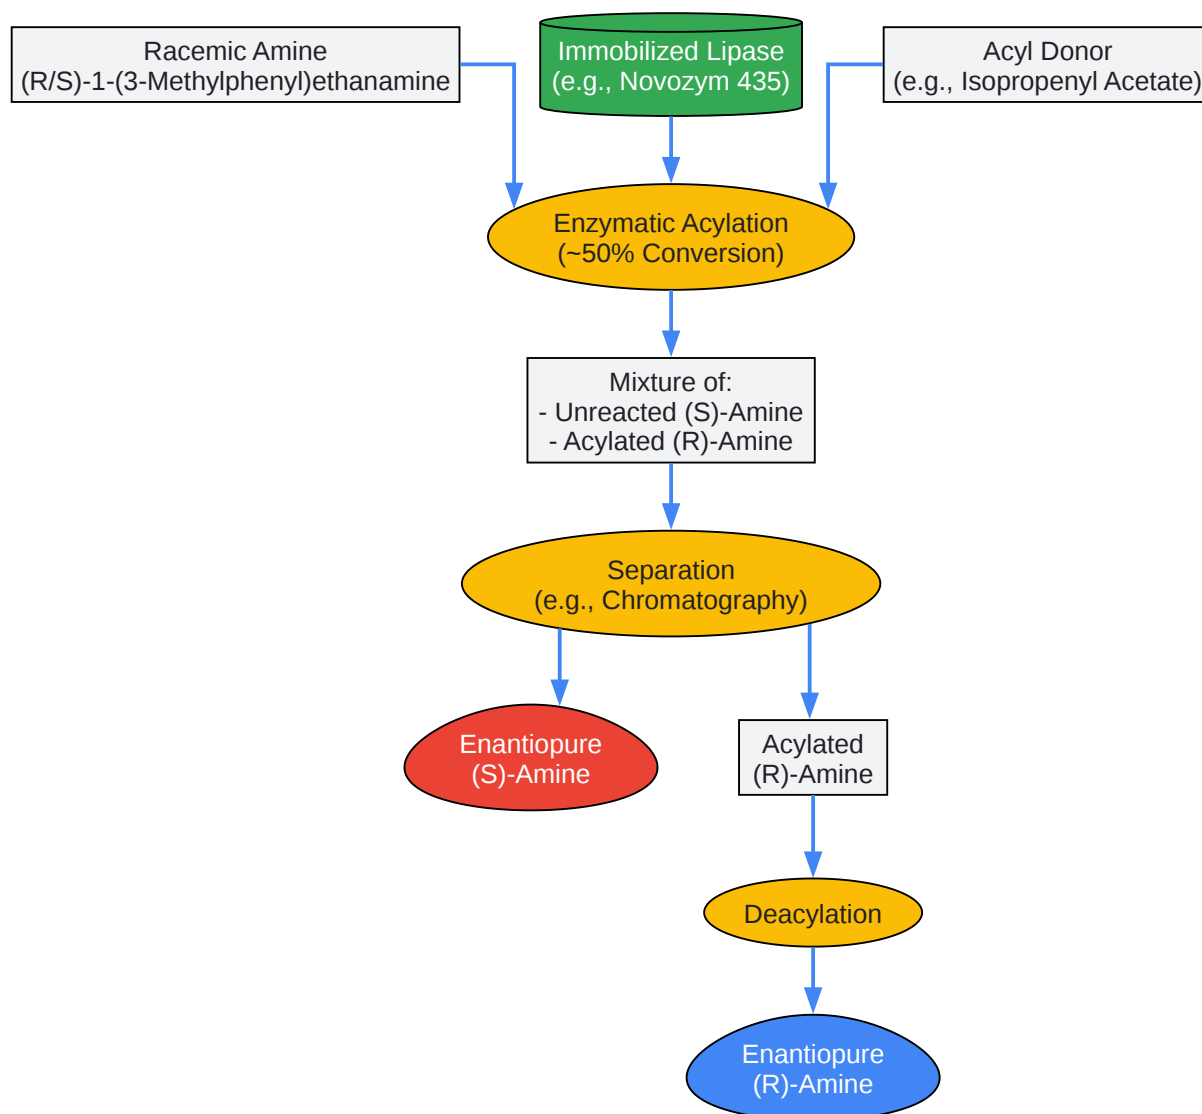 Racemic Amine
(R/S)-1-(3-Methylphenyl)ethanamine
Immobilized Lipase
(e.g., Novozym 435)
Acyl Donor
(e.g., Isopropenyl Acetate)
Enzymatic Acylation
(~50% Conversion)
Mixture of:
- Unreacted (S)-Amine
- Acylated (R)-Amine
Separation
(e.g., Chromatography)
Enantiopure
(S)-Amine
Acylated
(R)-Amine
Deacylation
Enantiopure
(R)-Amine